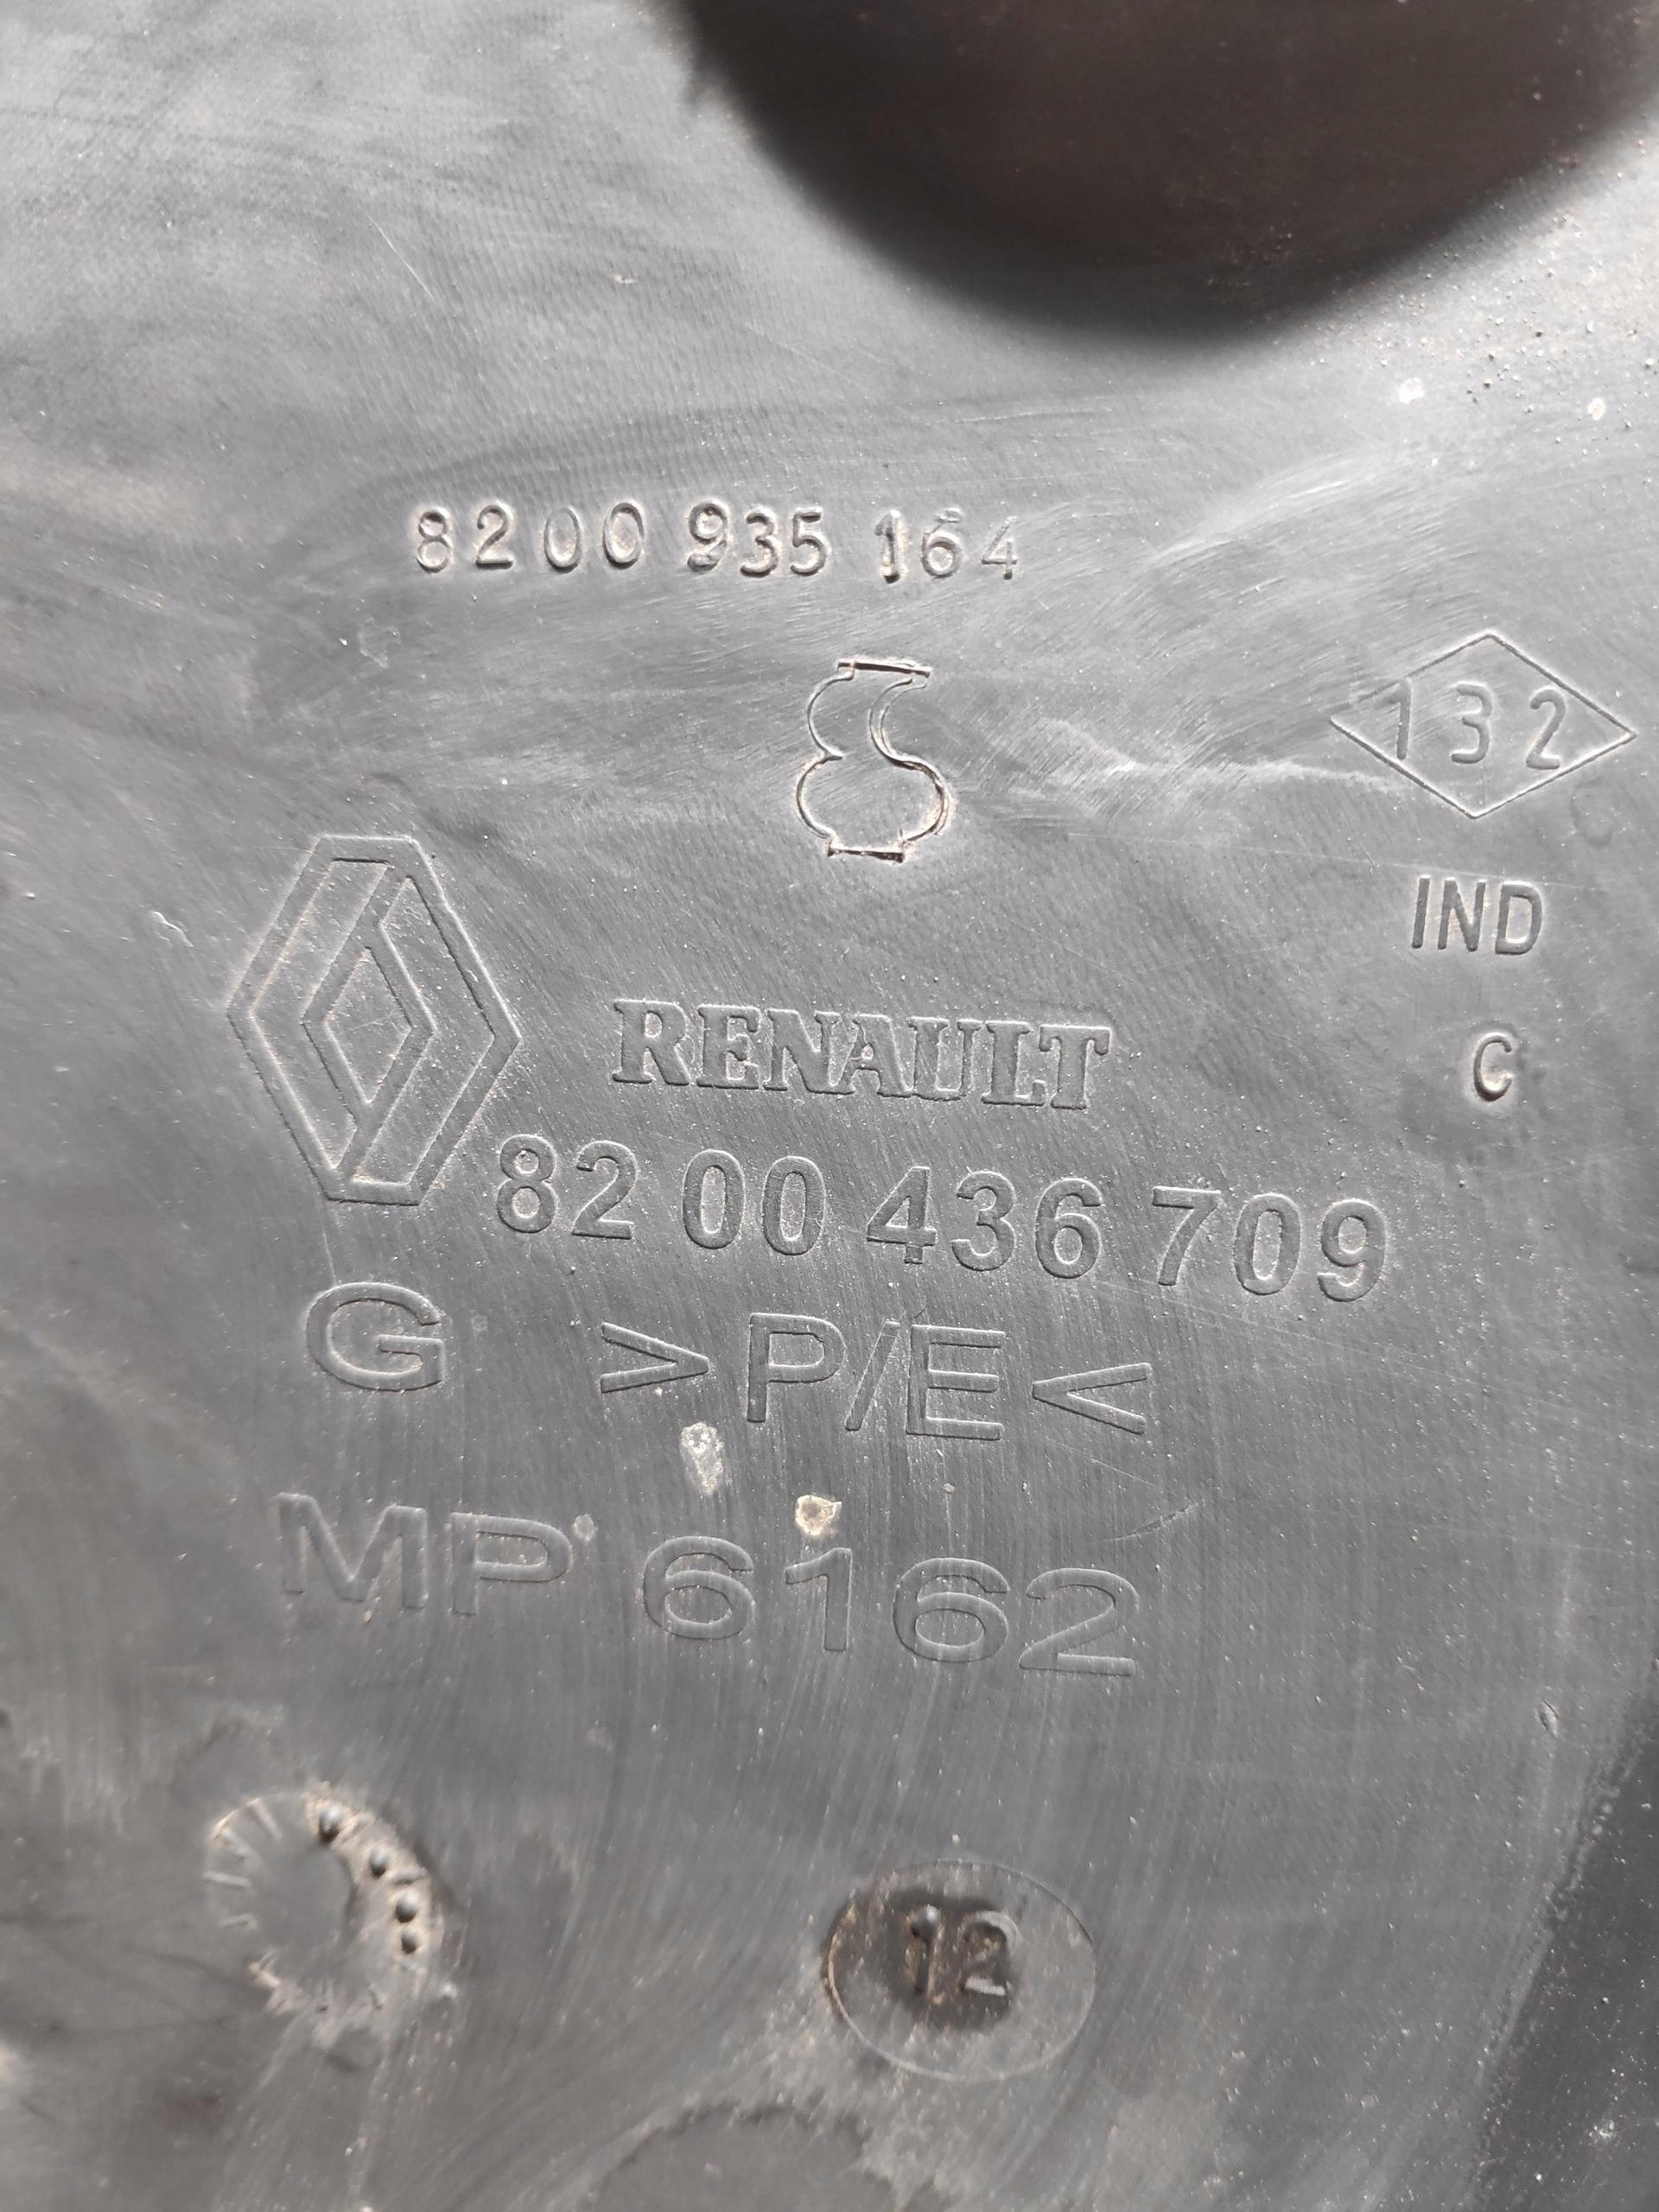 8200 935 164
132
IND
C
RENAULT
82 00 436 709
G >P/E<
MP 6162
12